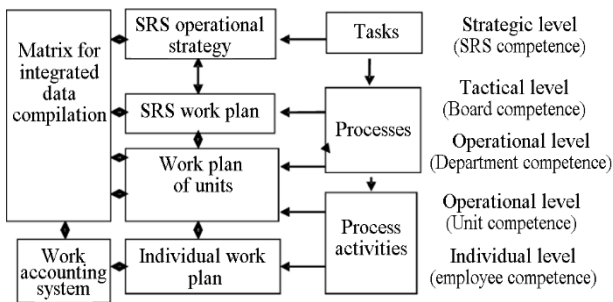 Matrix for
integrated
data
compilation
SRS operational
strategy
Tasks
Strategic level
(SRS competence)
SRS work plan
Processes
Tactical level
(Board competence)
Work plan
of units
Operational level
(Department competence)
Process
activities
Operational level
(Unit competence)
Work
accounting
system
Individual work
plan
Individual level
(employee competence)